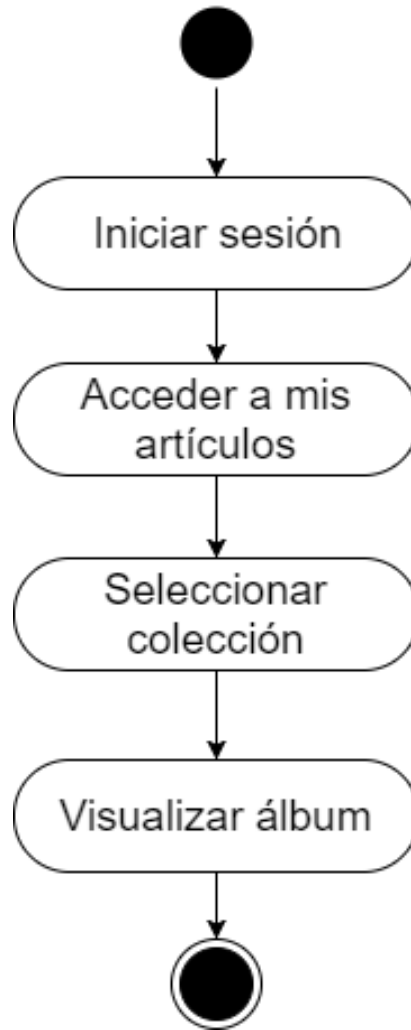 Iniciar sesión
Acceder a mis
artículos
Seleccionar
colección
Visualizar álbum